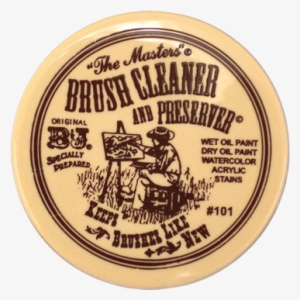 "The Masters"©
BRUSH CLEANER
AND PRESERVER©
ORIGINAL
B&J
SPECIALLY
PREPARED
WET OIL PAINT
DRY OIL PAINT
WATERCOLOR
ACRYLIC
STAINS
#101
KEEPS
BRUSHES LIKE
NEW